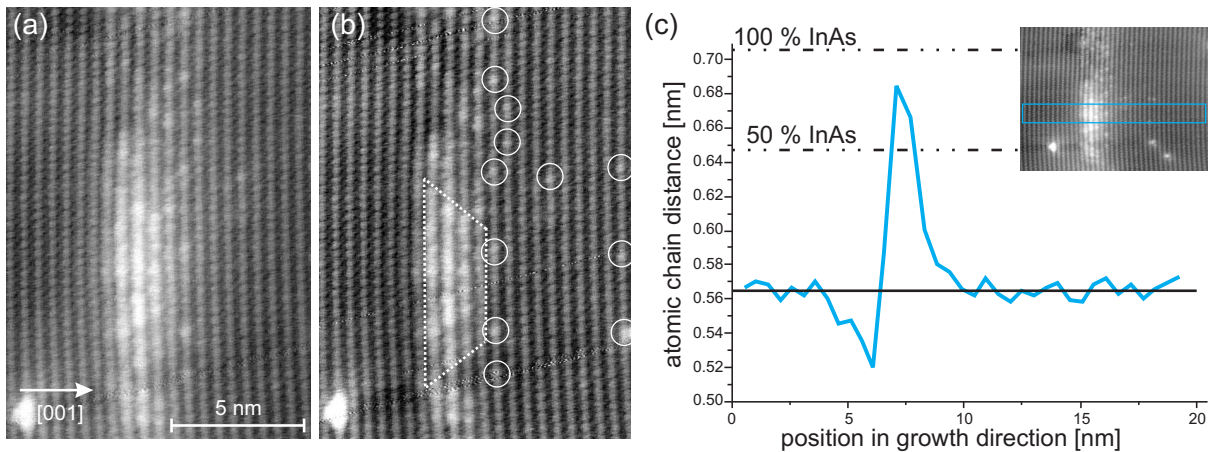 (a)
[001]
5 nm
(b)
(c)
100 % InAs
50 % InAs
atomic chain distance [nm]
0.70
0.68
0.66
0.64
0.62
0.60
0.58
0.56
0.54
0.52
0.50
0
5
10
15
20
position in growth direction [nm]